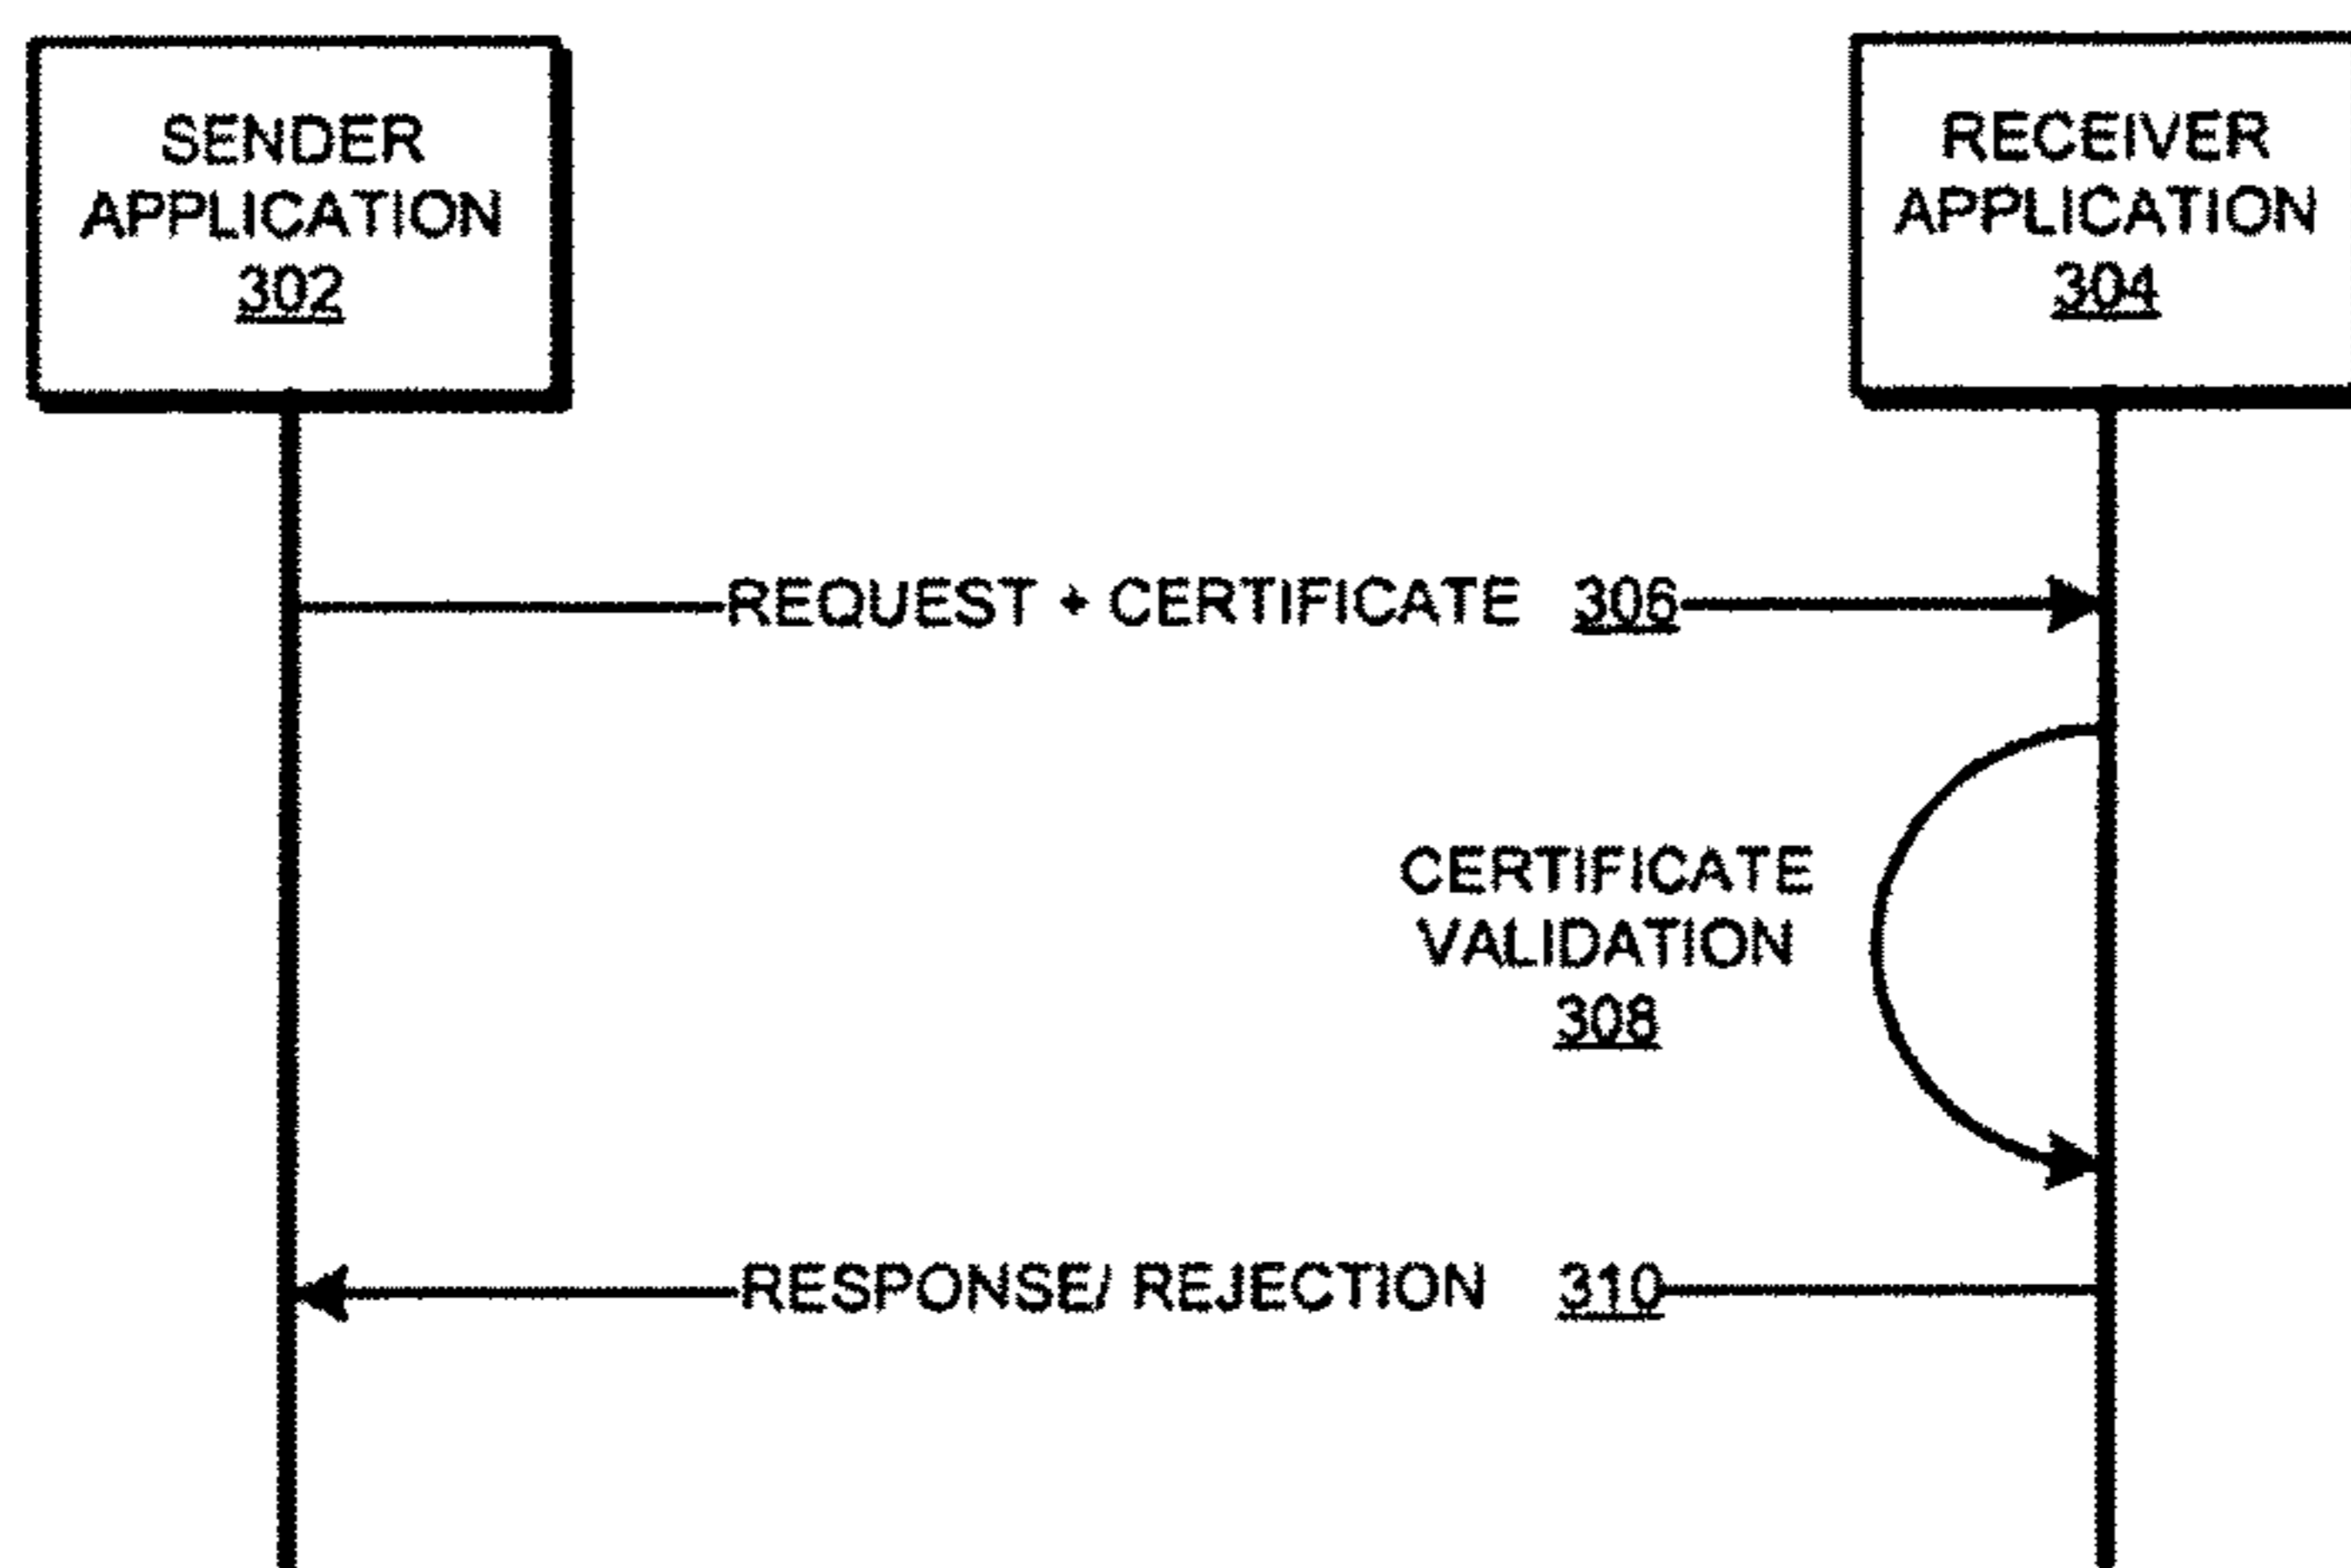 SENDER
APPLICATION
302
RECEIVER
APPLICATION
304
REQUEST + CERTIFICATE 306
CERTIFICATE
VALIDATION
308
RESPONSE/ REJECTION 310